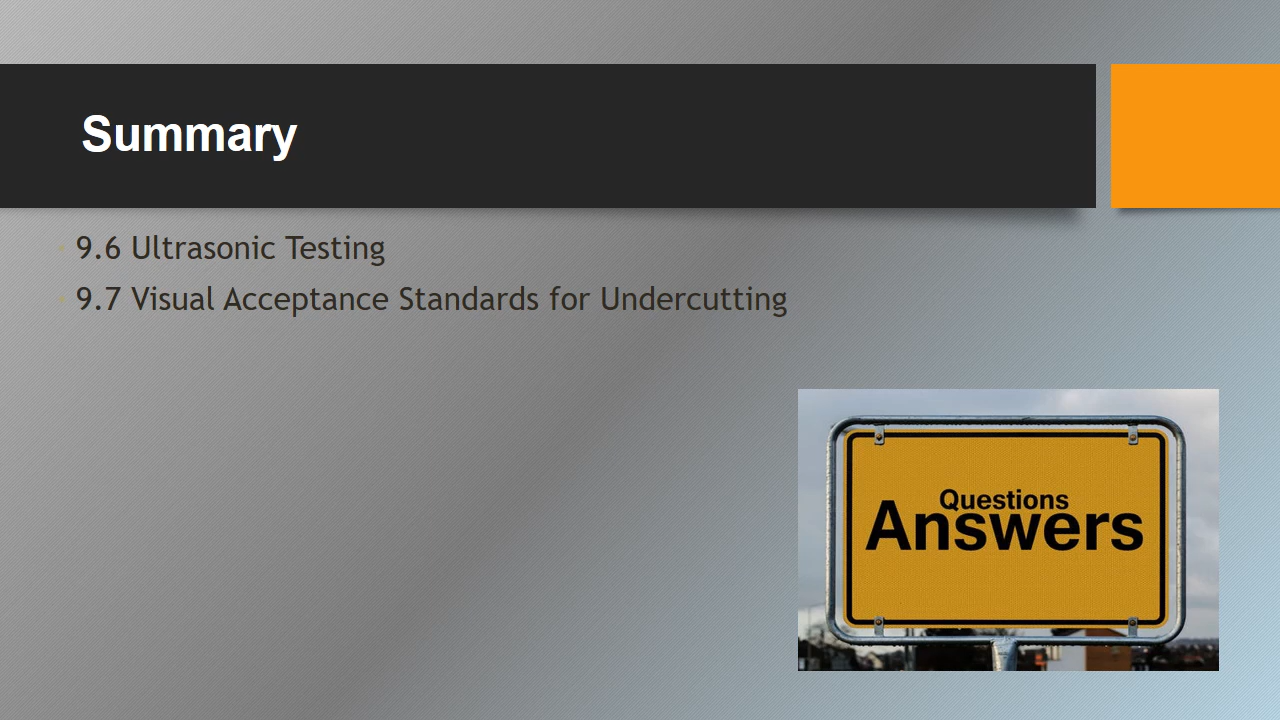 Summary
9.6 Ultrasonic Testing
9.7 Visual Acceptance Standards for Undercutting
Questions
Answers